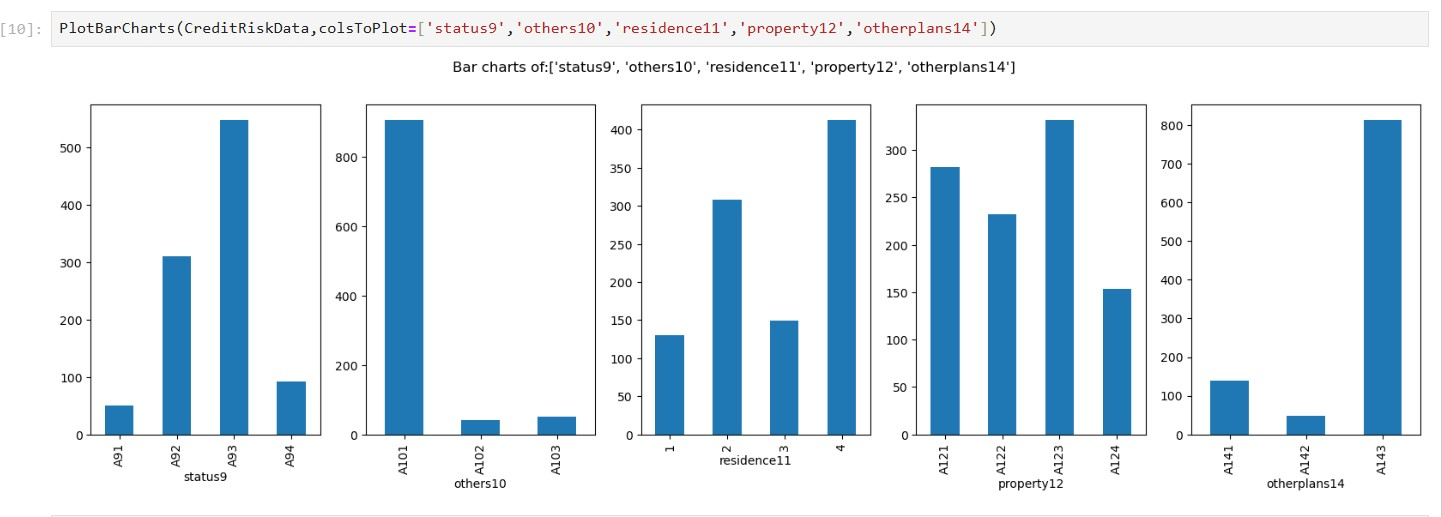 [10]: PlotBarCharts(CreditRiskData,colsToPlot=['status9','others10','residence11','property12','otherplans14'])
Bar charts of:['status9', 'others10', 'residence11', 'property12', 'otherplans14']
500
400
300
200
100
0
A91
A92
A93
A94
status9
800
600
400
200
0
A101
A102
A103
others10
400
350
300
250
200
150
100
50
0
1
2
3
4
residence11
300
250
200
150
100
50
0
A121
A122
A123
A124
property12
800
700
600
500
400
300
200
100
0
A141
A142
A143
otherplans14